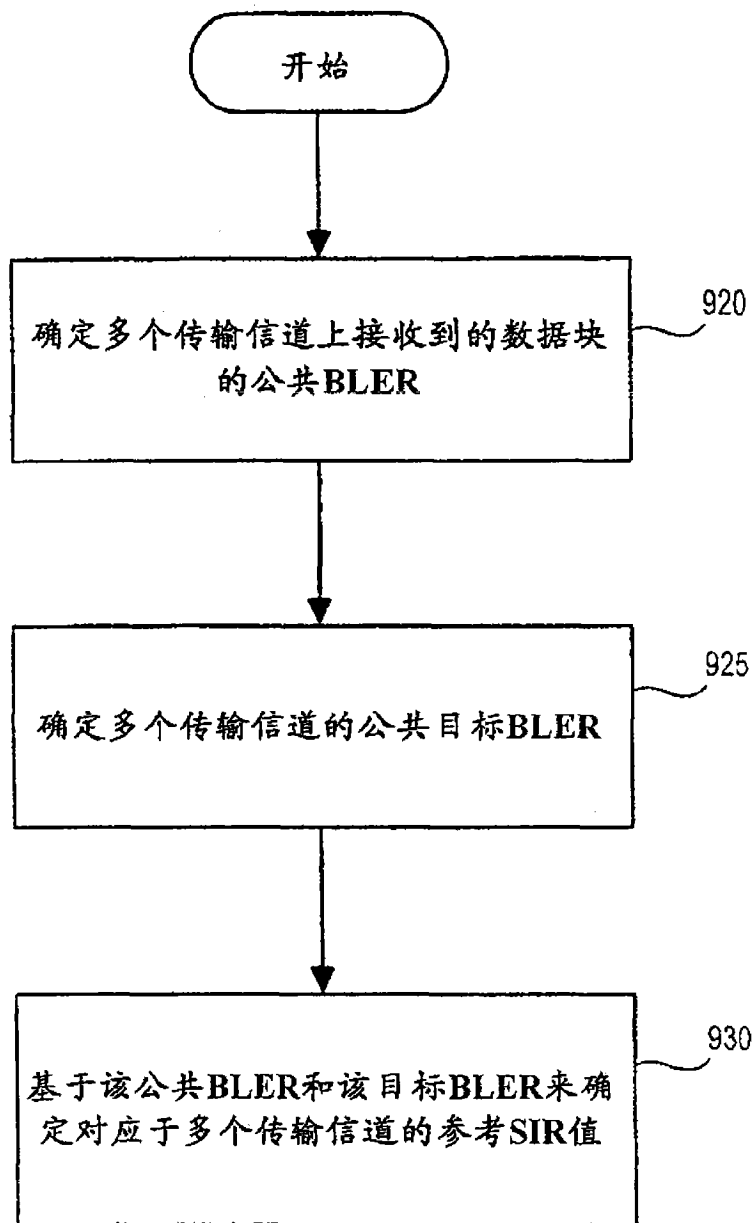 开始
920
确定多个传输信道上接收到的数据块
的公共BLER
925
确定多个传输信道的公共目标BLER
930
基于该公共BLER和该目标BLER来确
定对应于多个传输信道的参考SIR值